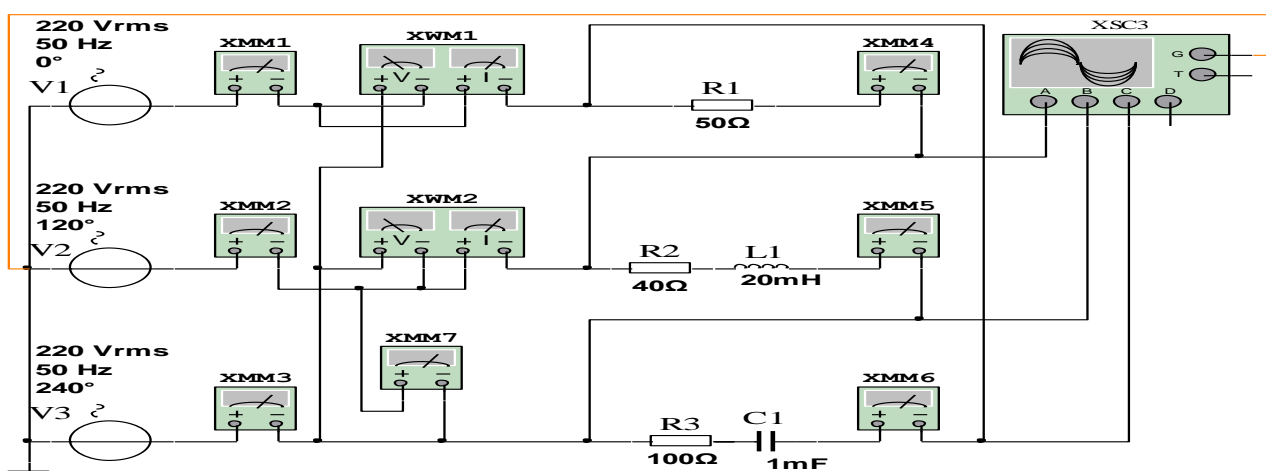 220 Vrms
50 Hz
0°
V1
XMM1
+ −
XWM1
V I
+ − + −
R1
50Ω
XMM4
+ −
XSC3
G
T
A B C D
220 Vrms
50 Hz
120°
V2
XMM2
+ −
XWM2
V I
+ − + −
R2
40Ω
L1
20mH
XMM5
+ −
220 Vrms
50 Hz
240°
V3
XMM3
+ −
XMM7
+ −
R3
100Ω
C1
1mF
XMM6
+ −